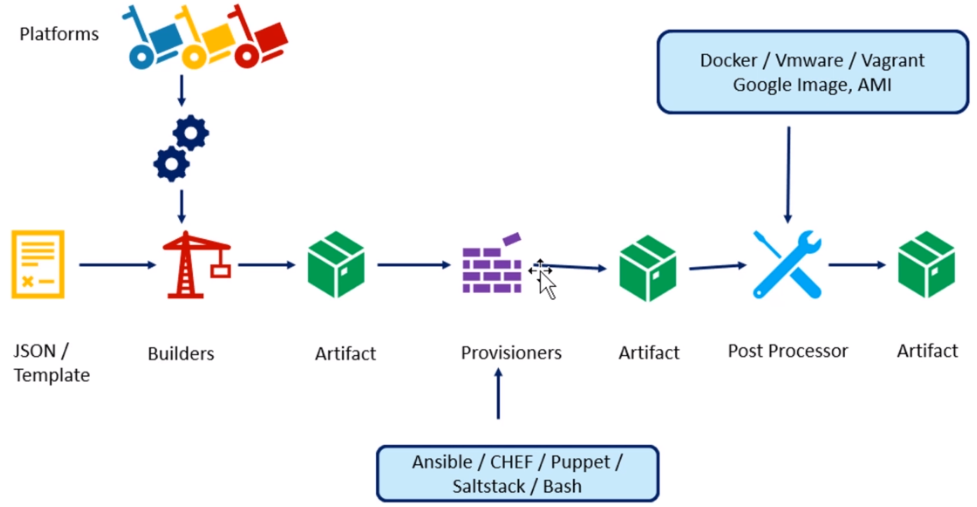 Platforms
Docker / Vmware / Vagrant
Google Image, AMI
JSON /
Template
Builders
Artifact
Provisioners
Artifact
Post Processor
Artifact
Ansible / CHEF / Puppet /
Saltstack / Bash